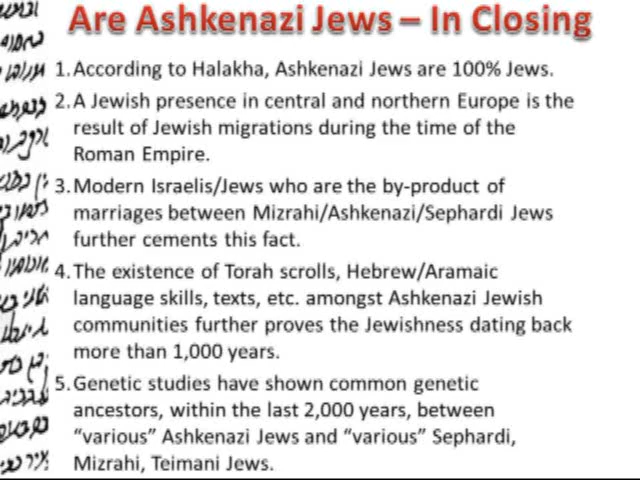 Are Ashkenazi Jews – In Closing
1. According to Halakha, Ashkenazi Jews are 100% Jews.
2. A Jewish presence in central and northern Europe is the
result of Jewish migrations during the time of the
Roman Empire.
3. Modern Israelis/Jews who are the by-product of
marriages between Mizrahi/Ashkenazi/Sephardi Jews
further cements this fact.
4. The existence of Torah scrolls, Hebrew/Aramaic
language skills, texts, etc. amongst Ashkenazi Jewish
communities further proves the Jewishness dating back
more than 1,000 years.
5. Genetic studies have shown common genetic
ancestors, within the last 2,000 years, between
“various” Ashkenazi Jews and “various” Sephardi,
Mizrahi, Teimani Jews.